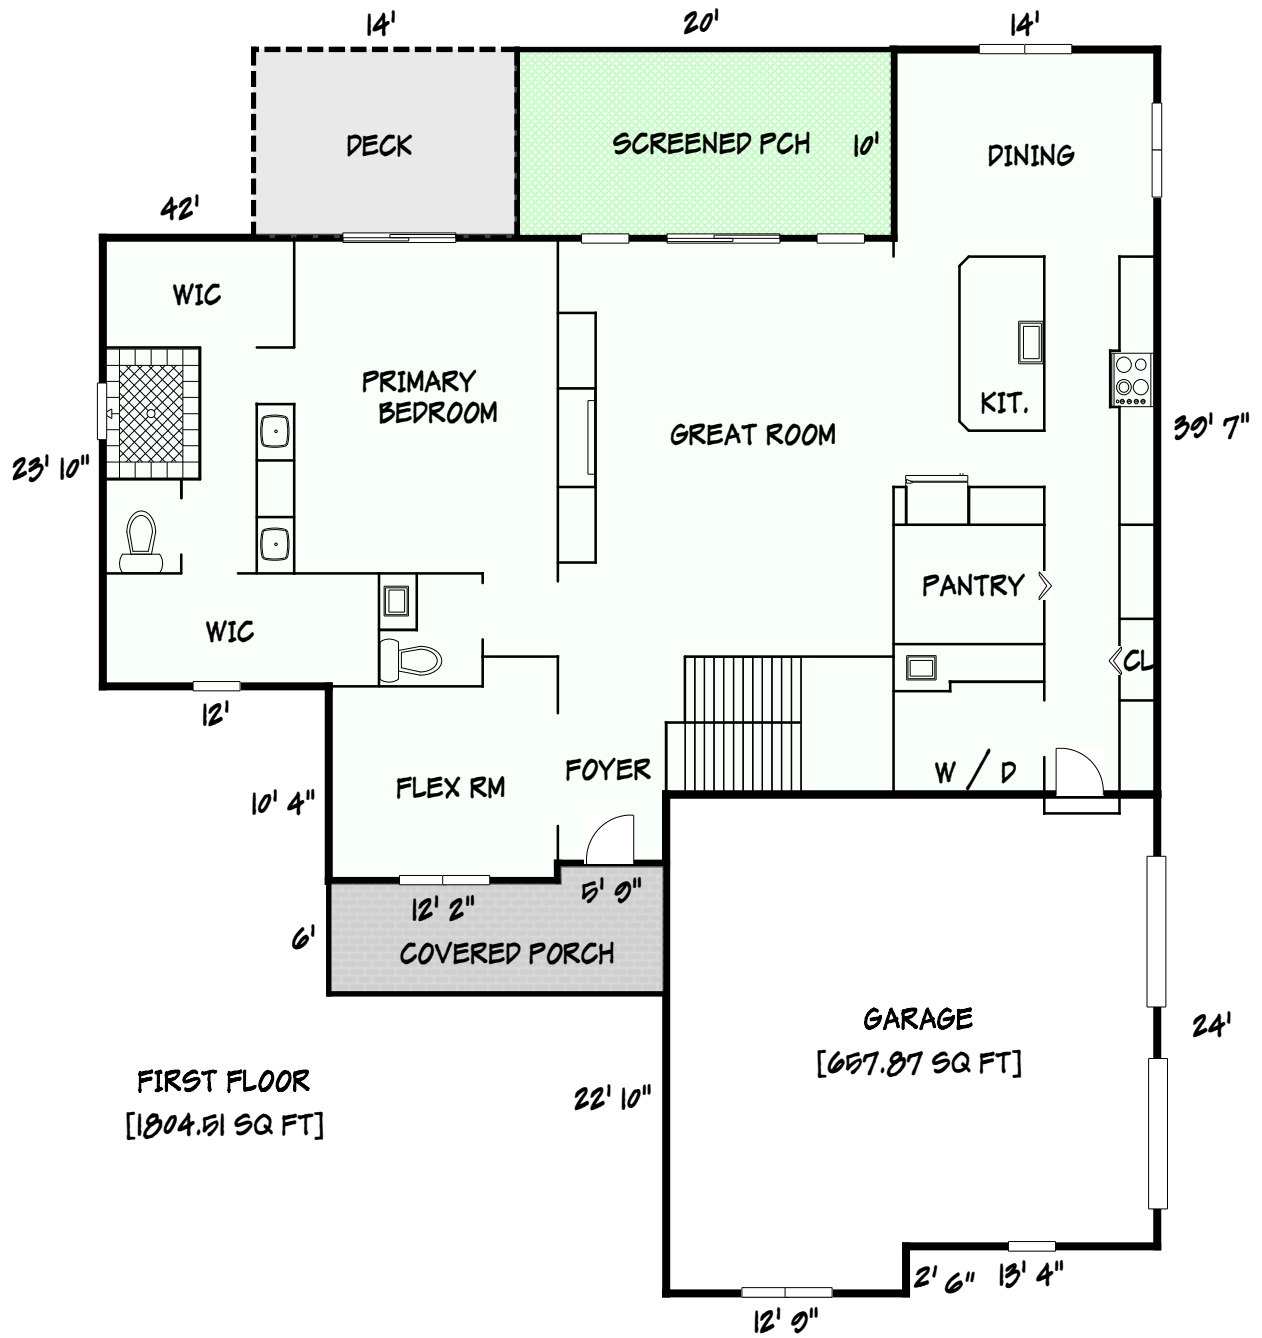 14'
20'
14'
DECK
SCREENED PCH
10'
DINING
42'
WIC
PRIMARY
BEDROOM
KIT.
GREAT ROOM
39' 7"
23' 10"
PANTRY
WIC
CL
12'
FOYER
W / D
FLEX RM
10' 4"
5' 9"
12' 2"
6'
COVERED PORCH
GARAGE
[657.87 SQ FT]
24'
FIRST FLOOR
[1804.51 SQ FT]
22' 10"
2' 6"
13' 4"
12' 9"